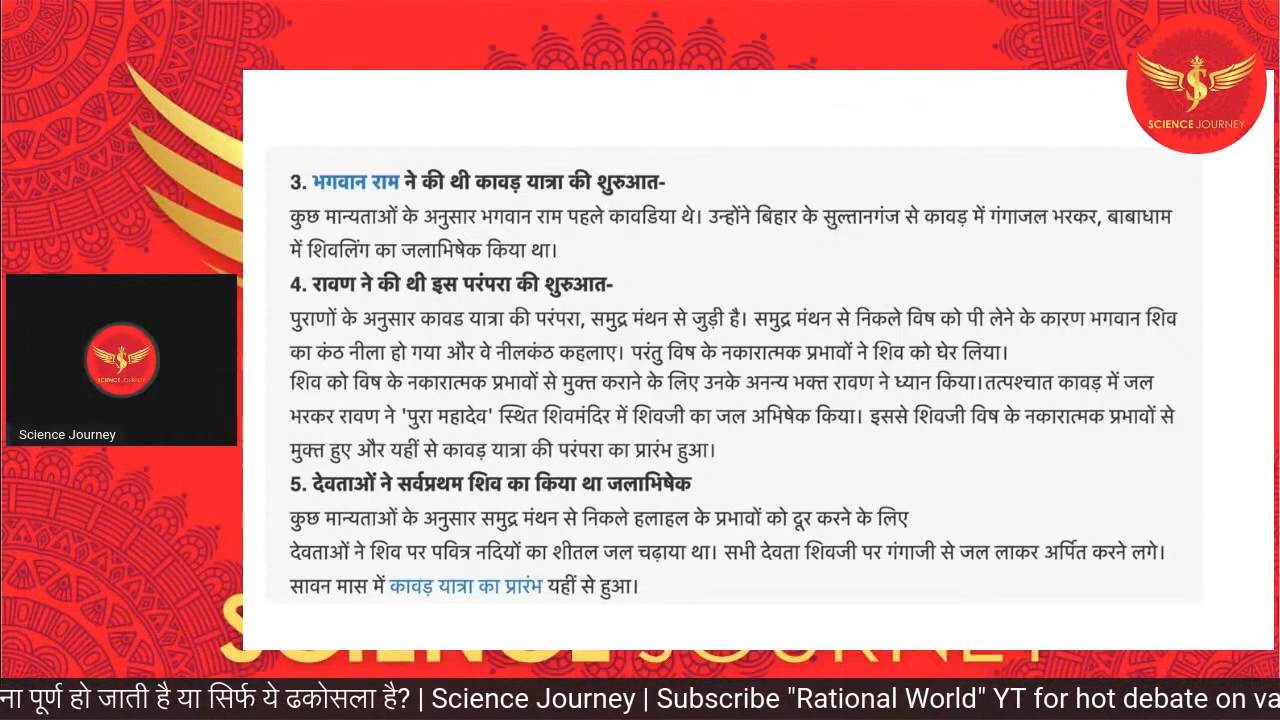 SCIENCE JOURNEY
3. भगवान राम ने की थी कावड़ यात्रा की शुरुआत-
कुछ मान्यताओं के अनुसार भगवान राम पहले कावडिया थे। उन्होंने बिहार के सुल्तानगंज से कावड़ में गंगाजल भरकर, बाबाधाम
में शिवलिंग का जलाभिषेक किया था।
4. रावण ने की थी इस परंपरा की शुरुआत-
पुराणों के अनुसार कावड यात्रा की परंपरा, समुद्र मंथन से जुड़ी है। समुद्र मंथन से निकले विष को पी लेने के कारण भगवान शिव
का कंठ नीला हो गया और वे नीलकंठ कहलाए। परंतु विष के नकारात्मक प्रभावों ने शिव को घेर लिया।
शिव को विष के नकारात्मक प्रभावों से मुक्त कराने के लिए उनके अनन्य भक्त रावण ने ध्यान किया।तत्पश्चात कावड़ में जल
भरकर रावण ने 'पुरा महादेव' स्थित शिवमंदिर में शिवजी का जल अभिषेक किया। इससे शिवजी विष के नकारात्मक प्रभावों से
मुक्त हुए और यहीं से कावड़ यात्रा की परंपरा का प्रारंभ हुआ।
5. देवताओं ने सर्वप्रथम शिव का किया था जलाभिषेक
कुछ मान्यताओं के अनुसार समुद्र मंथन से निकले हलाहल के प्रभावों को दूर करने के लिए
देवताओं ने शिव पर पवित्र नदियों का शीतल जल चढ़ाया था। सभी देवता शिवजी पर गंगाजी से जल लाकर अर्पित करने लगे।
सावन मास में कावड़ यात्रा का प्रारंभ यहीं से हुआ।
SCIENCE JOURNEY
Science Journey
ना पूर्ण हो जाती है या सिर्फ ये ढकोसला है? | Science Journey | Subscribe "Rational World" YT for hot debate on va